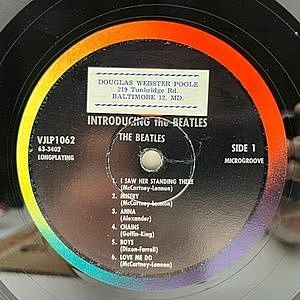 DOUGLAS WEBSTER POOLE
219 Tunbridge Rd.
BALTIMORE 12, MD.
INTRODUCING The BEATLES
THE BEATLES
VJLP1062
63-3402
LONGPLAYING
SIDE 1
MICROGROOVE
1. I SAW HER STANDING THERE
(McCartney-Lennon)
2. MISERY
(McCartney-Lennon)
3. ANNA
(Alexander)
4. CHAINS
(Goffin-King)
5. BOYS
(Dixon-Farrell)
6. LOVE ME DO
(McCartney-Lennon)